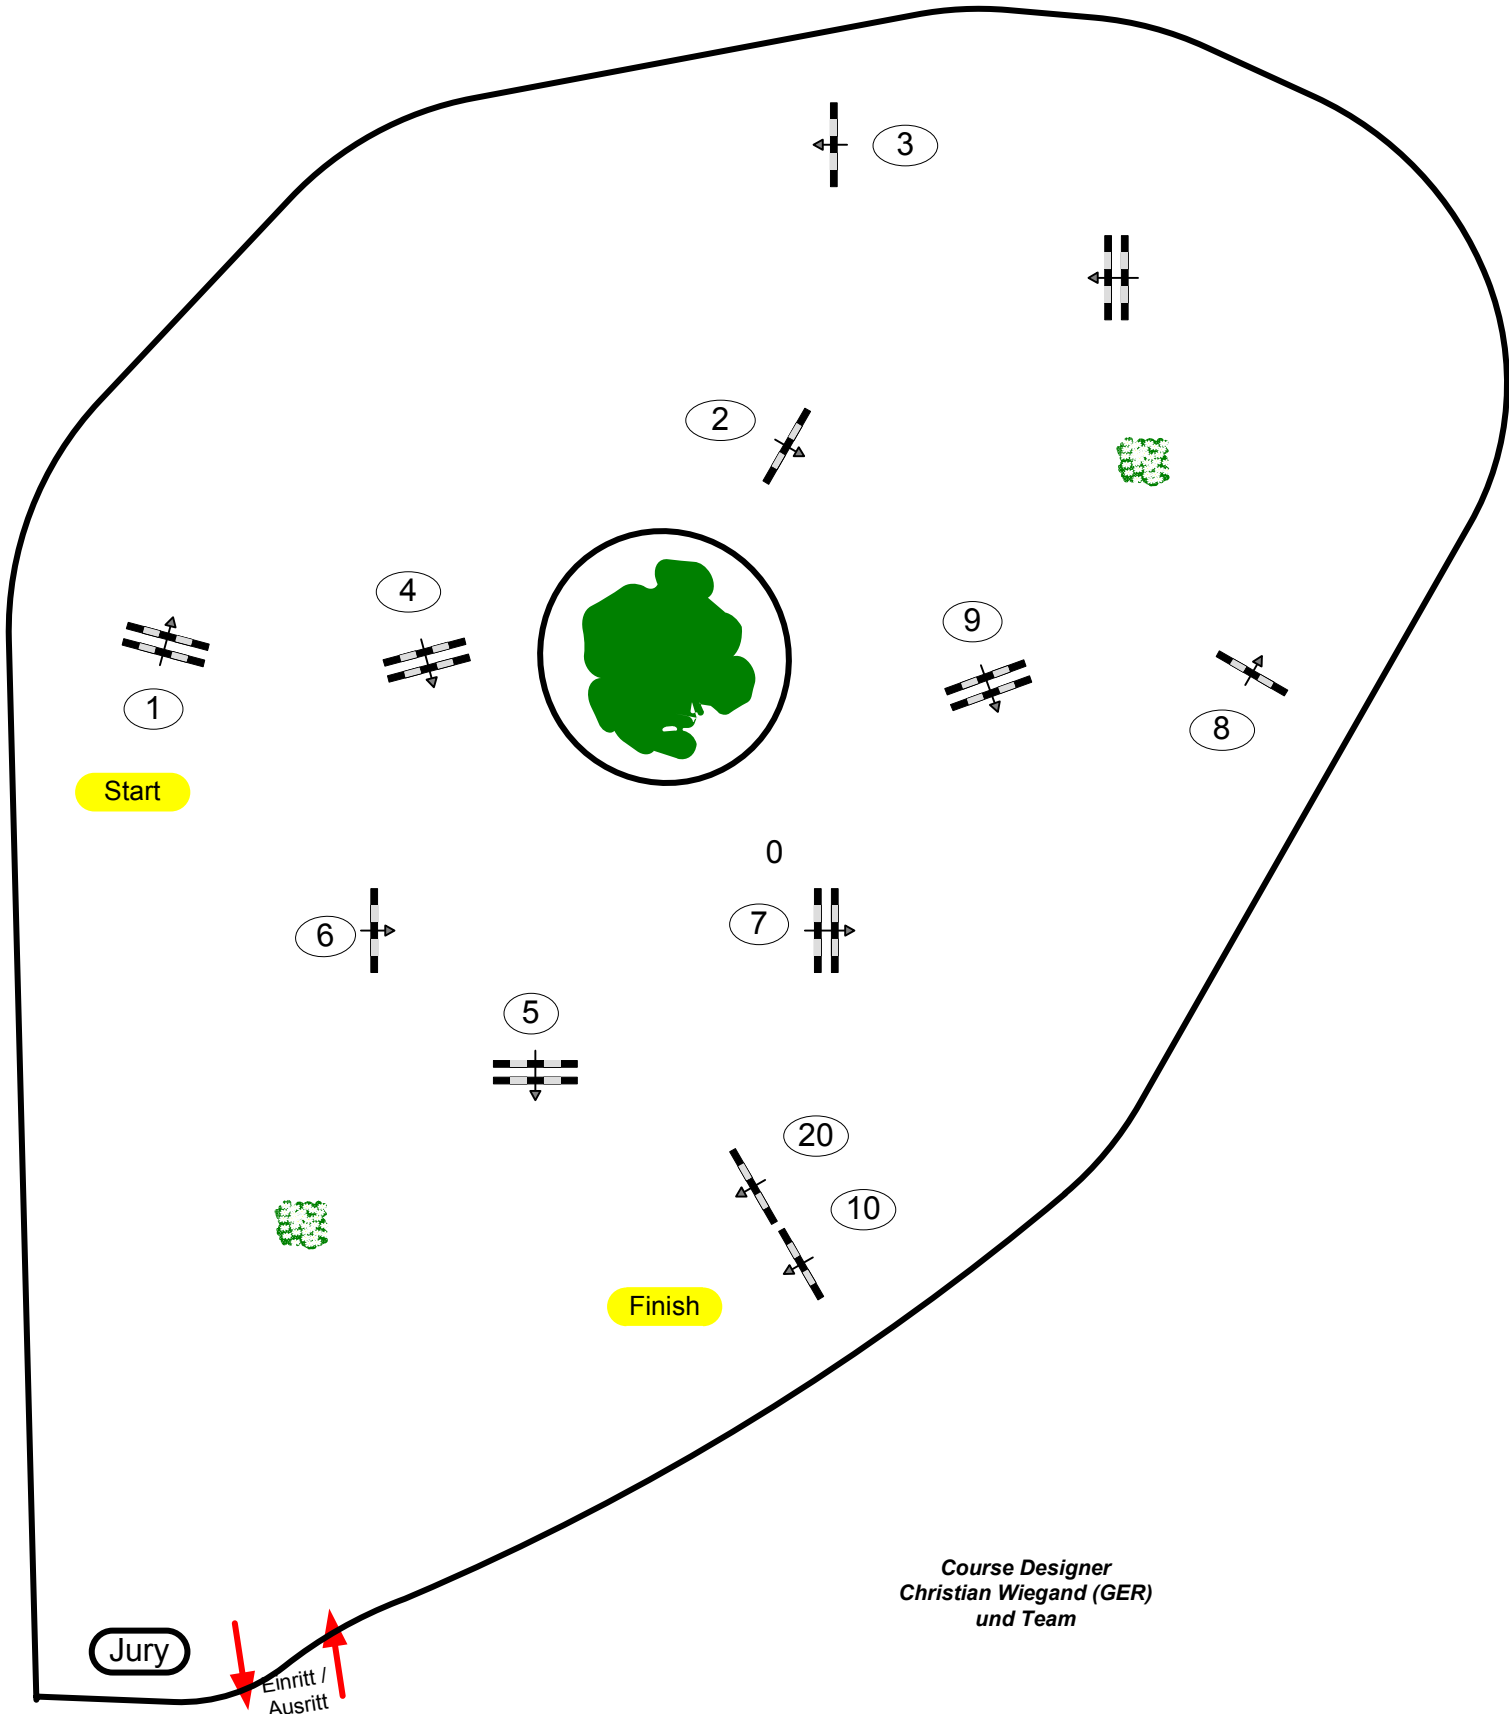 3
2
4
9
1
8
Start
0
6
7
5
20
10
Finish
Course Designer
Christian Wiegand (GER)
und Team
Jury
Einritt /
Ausritt